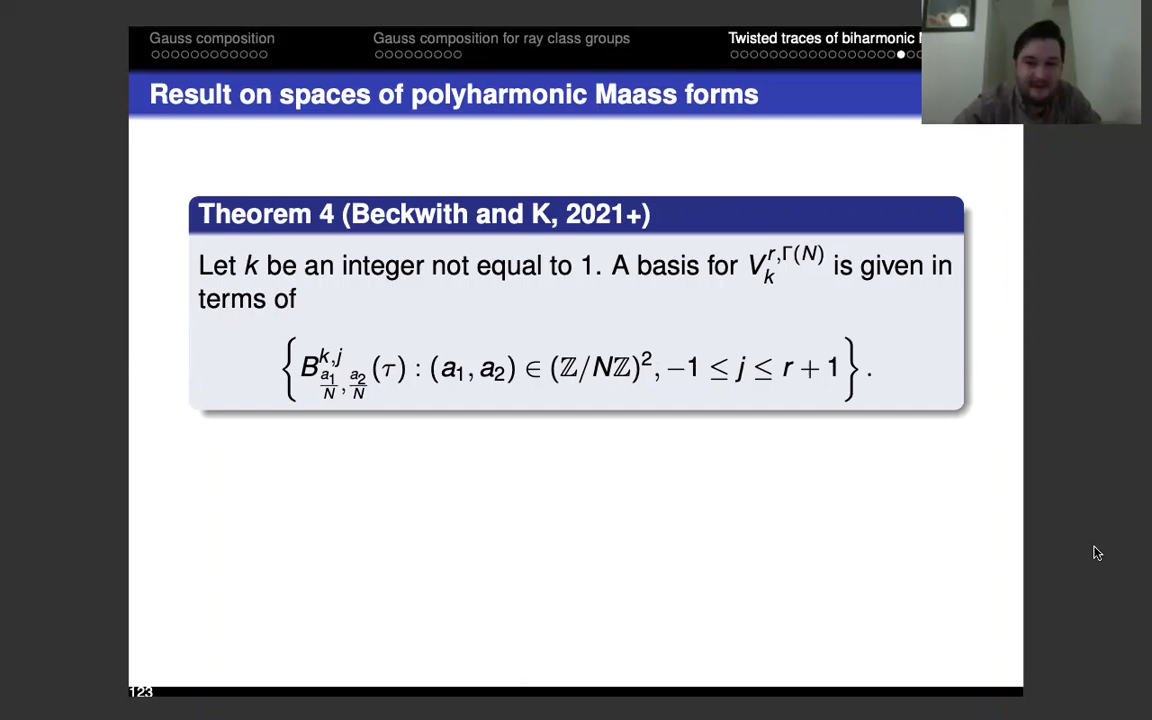 Gauss composition Gauss composition for ray class groups Twisted traces of biharmonic
Result on spaces of polyharmonic Maass forms
Theorem 4 (Beckwith and K, 2021+)
Let k be an integer not equal to 1. A basis for V_k^{r,Γ(N)} is given in
terms of
{B^{k,j}_{a₁/N, a₂/N}(τ) : (a₁, a₂) ∈ (ℤ/Nℤ)², −1 ≤ j ≤ r + 1}.
123